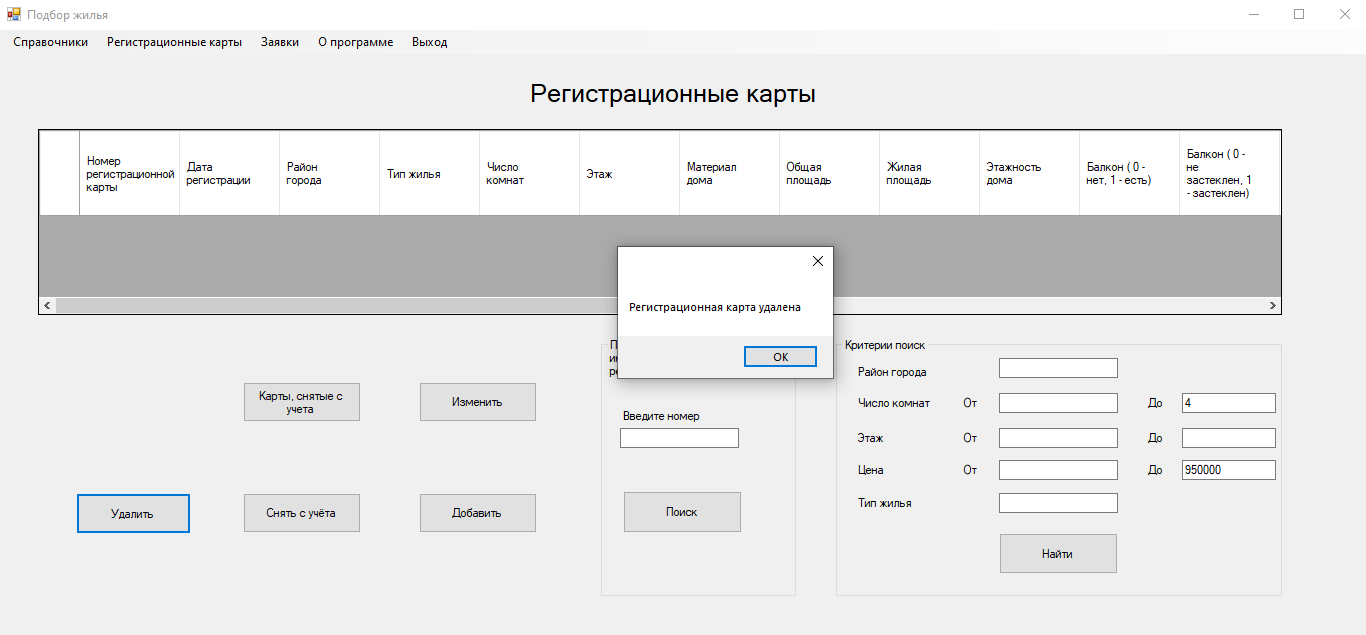 Подбор жилья
Справочники Регистрационные карты Заявки О программе Выход
Регистрационные карты
Номер
регистрационной
карты
Дата
регистрации
Район
города
Тип жилья
Число
комнат
Этаж
Материал
дома
Общая
площадь
Жилая
площадь
Этажность
дома
Балкон ( 0 -
нет, 1 - есть)
Балкон ( 0 -
не
застеклен, 1
- застеклен)
Регистрационная карта удалена
OK
Карты, снятые с
учета
Изменить
Удалить
Снять с учёта
Добавить
Введите номер
Поиск
Критерии поиск
Район города
Число комнат От До 4
Этаж От До
Цена От До 950000
Тип жилья
Найти